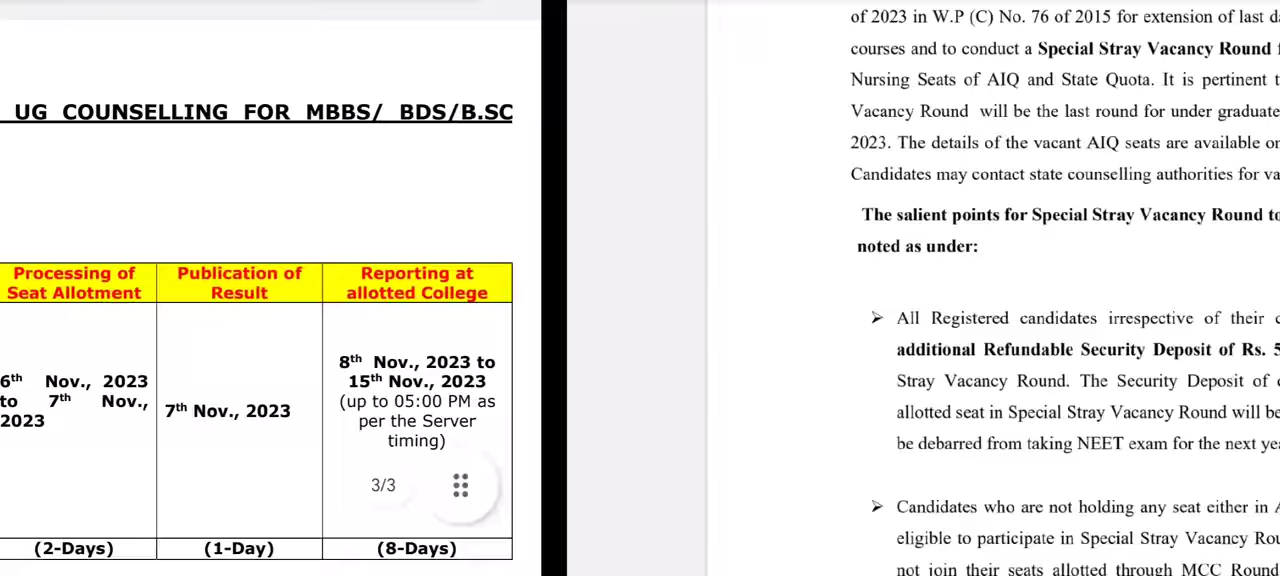 UG COUNSELLING FOR MBBS/ BDS/B.SC
Processing of Seat Allotment
Publication of Result
Reporting at allotted College
6th Nov., 2023 to 7th Nov., 2023
7th Nov., 2023
8th Nov., 2023 to
15th Nov., 2023
(up to 05:00 PM as
per the Server
timing)
3/3
(2-Days)
(1-Day)
(8-Days)
of 2023 in W.P (C) No. 76 of 2015 for extension of last
courses and to conduct a Special Stray Vacancy Round
Nursing Seats of AIQ and State Quota. It is pertinent
Vacancy Round will be the last round for under graduate
2023. The details of the vacant AIQ seats are available
Candidates may contact state counselling authorities for
The salient points for Special Stray Vacancy Round
noted as under:
➢ All Registered candidates irrespective of their
additional Refundable Security Deposit of Rs. 5
Stray Vacancy Round. The Security Deposit of
allotted seat in Special Stray Vacancy Round will be
be debarred from taking NEET exam for the next
➢ Candidates who are not holding any seat either in
eligible to participate in Special Stray Vacancy
not join their seats allotted through MCC Round